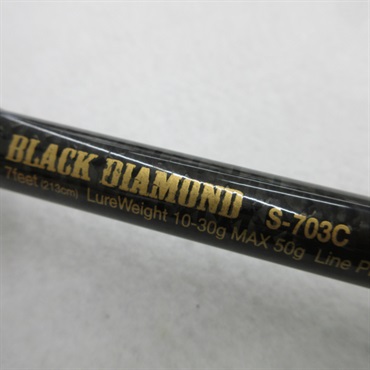 BLACK DIAMOND S-703C
7feet (213cm) LureWeight 10-30g MAX 50g Line